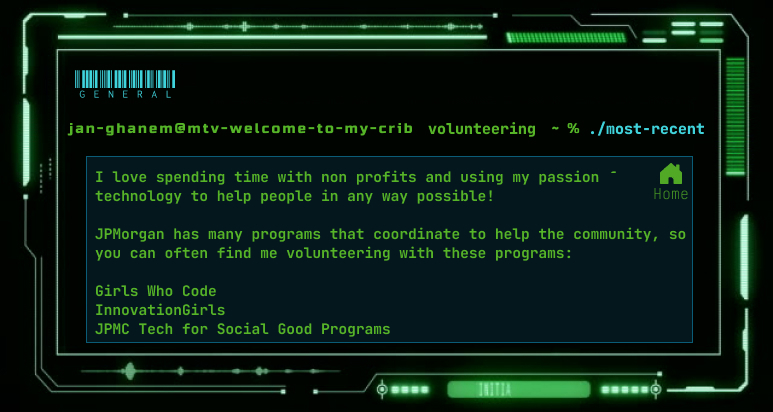 GENERAL
jan-ghanem@mtv-welcome-to-my-crib volunteering ~ % ./most-recent
I love spending time with non profits and using my passion -
technology to help people in any way possible!
Home
JPMorgan has many programs that coordinate to help the community, so
you can often find me volunteering with these programs:
Girls Who Code
InnovationGirls
JPMC Tech for Social Good Programs
INITIA